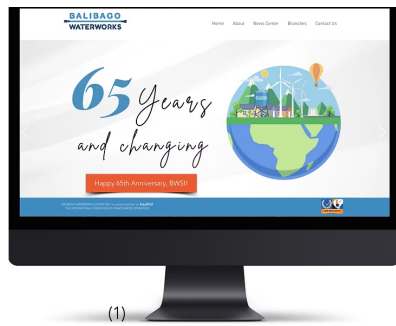 BALIBAGO
WATERWORKS
Home About News Center Branches Contact Us
65 Years
and changing
Happy 65th Anniversary, BWSI!
(1)